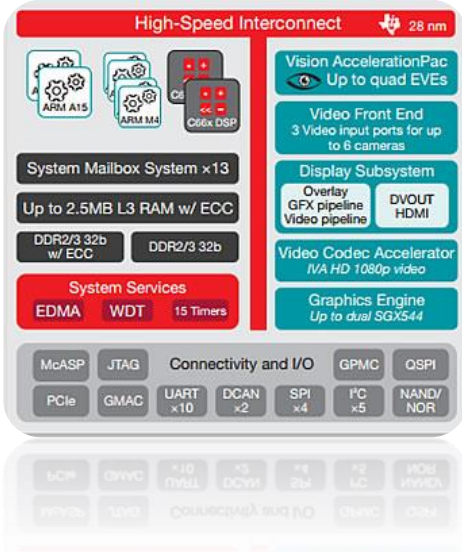 High-Speed Interconnect
28 nm
ARM A15
ARM M4
C66x DSP
System Mailbox System ×13
Up to 2.5MB L3 RAM w/ ECC
DDR2/3 32b
w/ ECC
DDR2/3 32b
System Services
EDMA
WDT
15 Timers
Vision AccelerationPac
Up to quad EVEs
Video Front End
3 Video input ports for up
to 6 cameras
Display Subsystem
Overlay
GFX pipeline
Video pipeline
DVOUT
HDMI
Video Codec Accelerator
IVA HD 1080p video
Graphics Engine
Up to dual SGX544
McASP
JTAG
Connectivity and I/O
GPMC
QSPI
PCIe
GMAC
UART
×10
DCAN
×2
SPI
×4
I²C
×5
NAND/
NOR